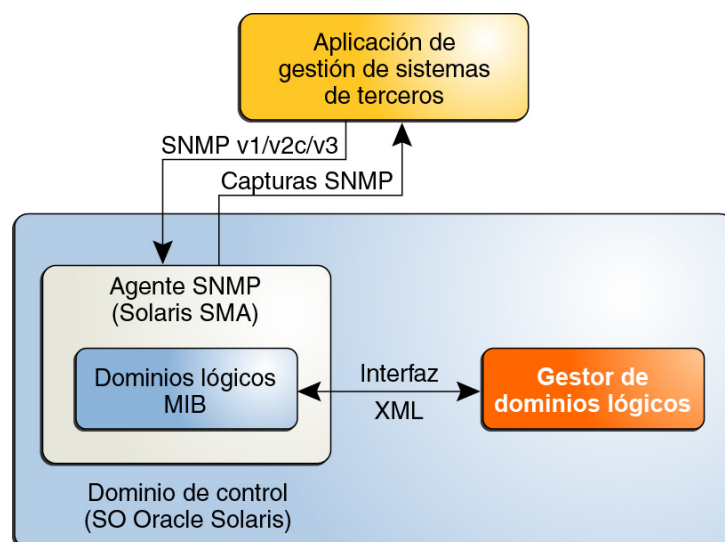 Aplicación de
gestión de sistemas
de terceros
SNMP v1/v2c/v3
Capturas SNMP
Agente SNMP
(Solaris SMA)
Dominios lógicos
MIB
Interfaz
XML
Gestor de
dominios lógicos
Dominio de control
(SO Oracle Solaris)